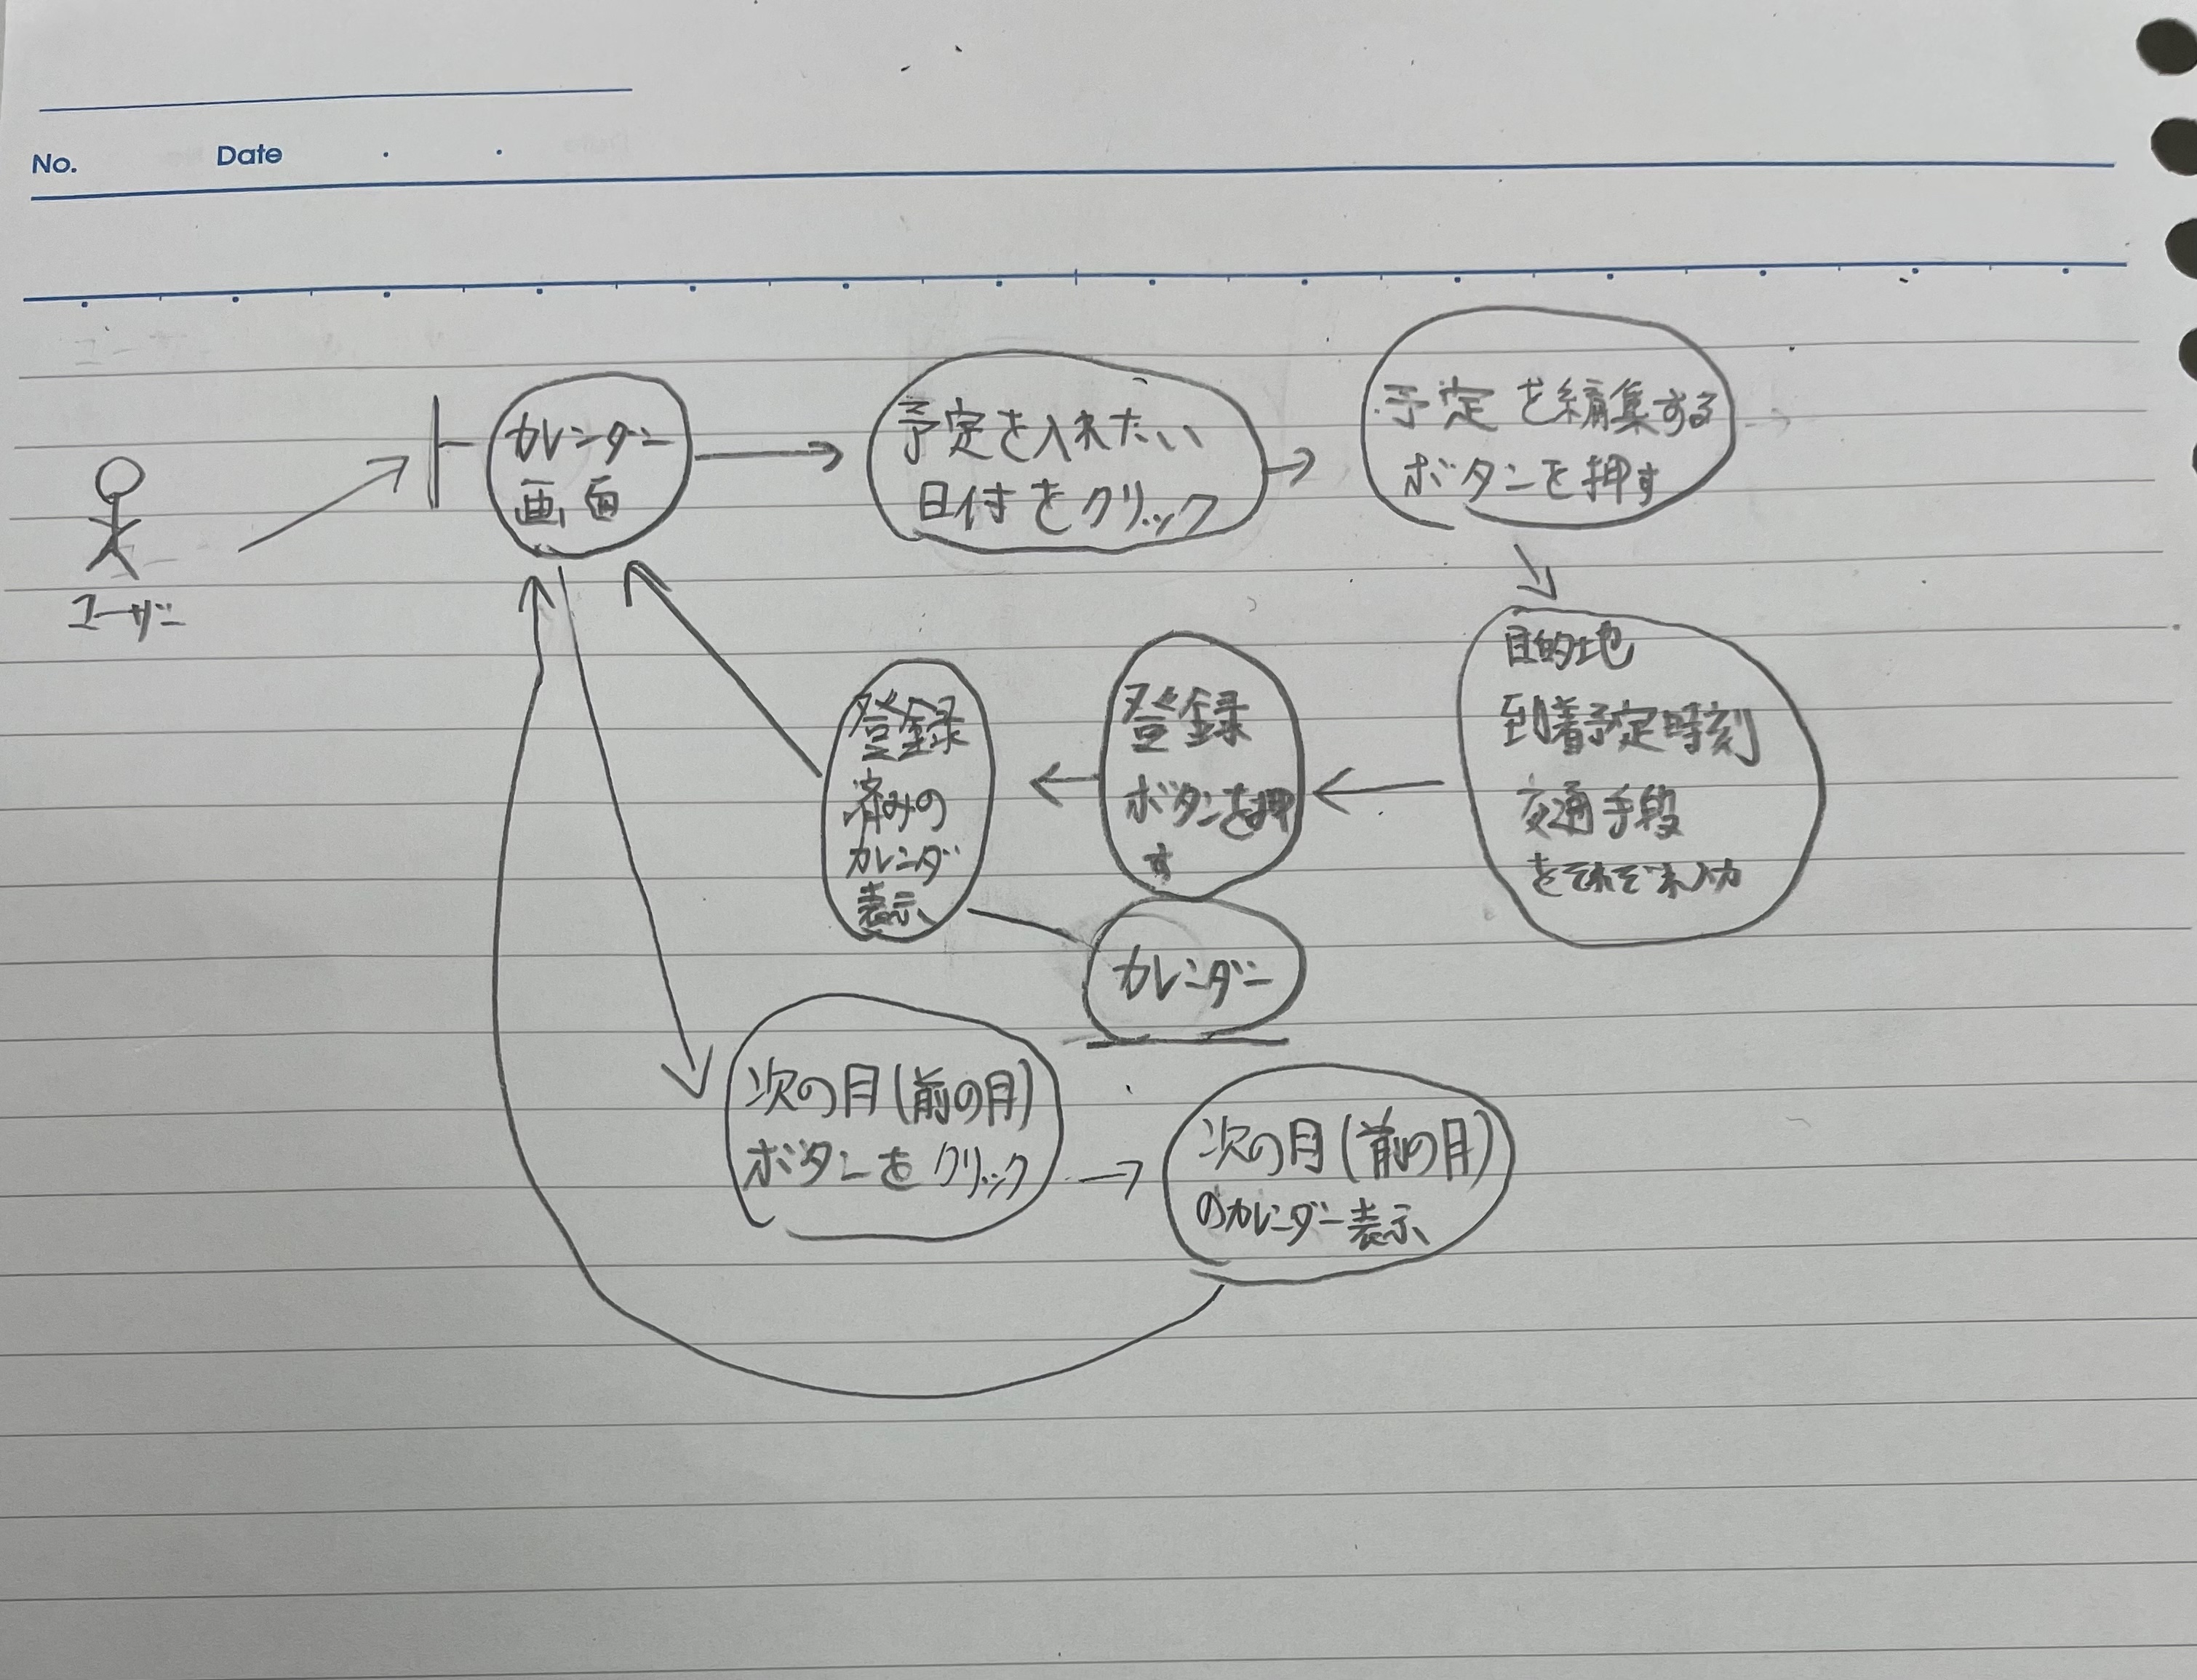 No.
Date
ユーザー
カレンダー
画面
予定を入れたい
日付をクリック
予定を編集する
ボタンを押す
目的地
到着予定時刻
交通手段
をそれぞれ入力
登録
ボタンを押
す
登録
済みの
カレンダー
表示
カレンダー
次の月(前の月)
ボタンをクリック
次の月(前の月)
のカレンダー表示